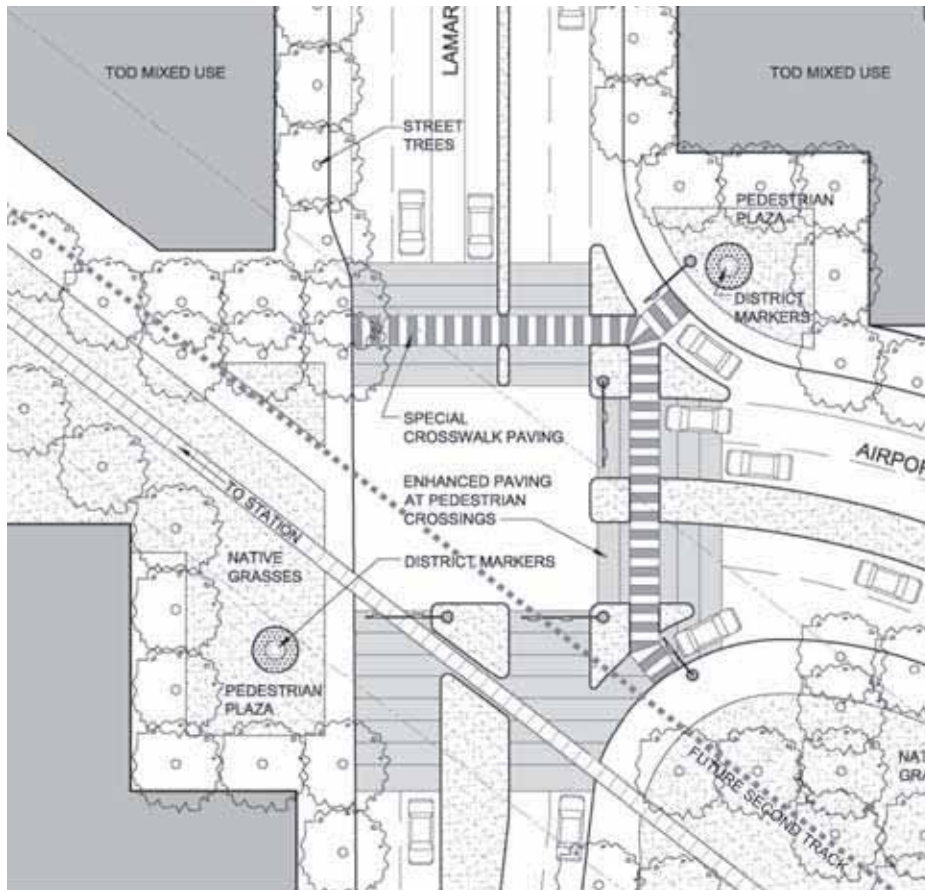 LAMAR
TOD MIXED USE
TOD MIXED USE
STREET
TREES
PEDESTRIAN
PLAZA
DISTRICT
MARKERS
SPECIAL
CROSSWALK PAVING
AIRPOR
ENHANCED PAVING
AT PEDESTRIAN
CROSSINGS
TO STATION
NATIVE
GRASSES
DISTRICT MARKERS
PEDESTRIAN
PLAZA
FUTURE SECOND TRACK
NAT
GRA